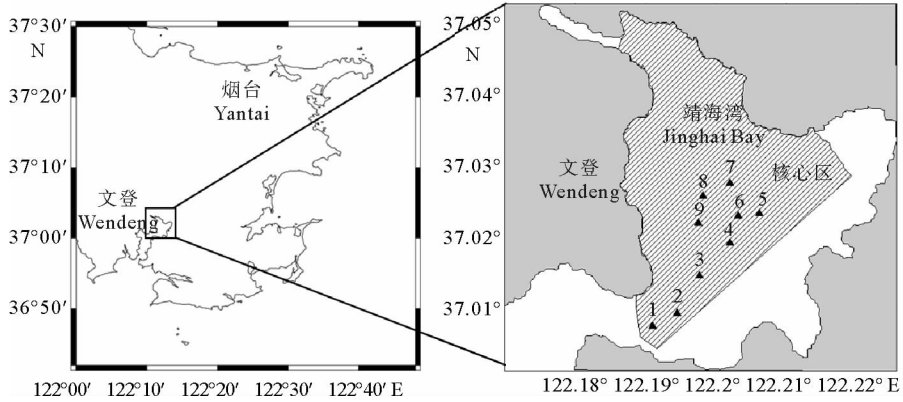 37°30′
N
37°20′
37°10′
37°00′
36°50′
烟台
Yantai
文登
Wendeng
122°00′ 122°10′ 122°20′ 122°30′ 122°40′ E
37.05°
N
37.04°
37.03°
37.02°
37.01°
靖海湾
Jinghai Bay
文登
Wendeng
核心区
7
8
6
5
9
4
3
2
1
122.18° 122.19° 122.2° 122.21° 122.22° E